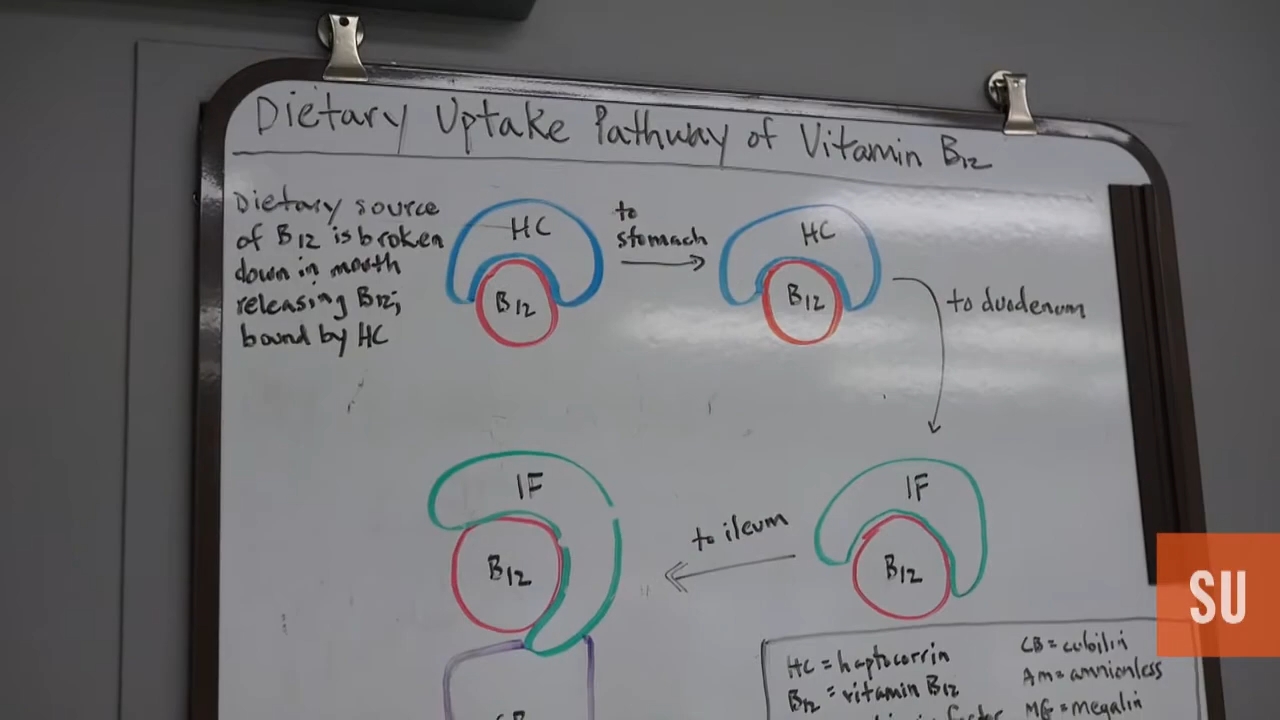 Dietary Uptake Pathway of Vitamin B12
Dietary source
of B12 is broken
down in mouth
releasing B12;
bound by HC
HC
B12
to
stomach
HC
B12
to duodenum
IF
B12
to ileum
IF
B12
HC = haptocorrin
B12 = vitamin B12
factor
CB = cubilin
Am = amnionless
MG = megalin
SU